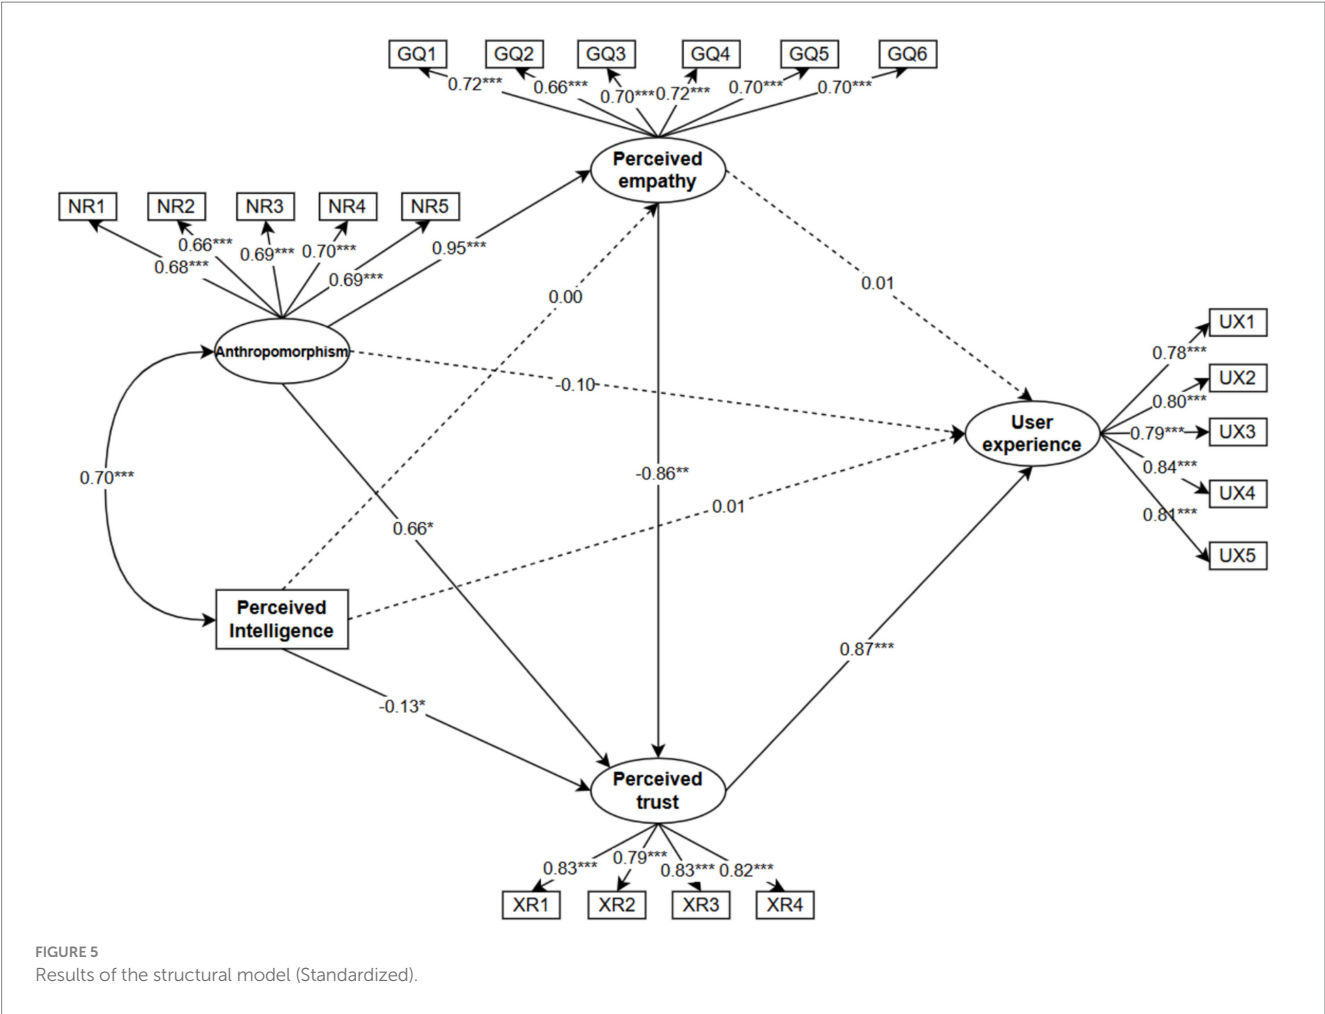 GQ1 GQ2 GQ3 GQ4 GQ5 GQ6
0.72*** 0.66*** 0.70*** 0.72*** 0.70*** 0.70***
Perceived
empathy
NR1 NR2 NR3 NR4 NR5
0.68*** 0.66*** 0.69*** 0.70*** 0.69***
0.95***
0.00
0.01
Anthropomorphism
-0.10
UX1
UX2
UX3
UX4
UX5
0.78***
0.80***
0.79***
0.84***
0.81***
User
experience
0.70***
-0.86**
0.01
0.66*
Perceived
Intelligence
-0.13*
0.87***
Perceived
trust
0.83*** 0.79*** 0.83*** 0.82***
XR1 XR2 XR3 XR4
FIGURE 5
Results of the structural model (Standardized).